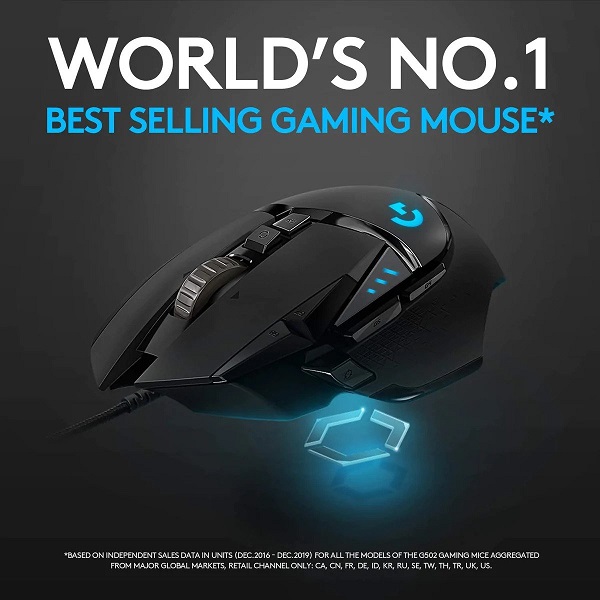 WORLD'S NO.1
BEST SELLING GAMING MOUSE*
*BASED ON INDEPENDENT SALES DATA IN UNITS (DEC.2016 - DEC.2019) FOR ALL THE MODELS OF THE G502 GAMING MICE AGGREGATED
FROM MAJOR GLOBAL MARKETS, RETAIL CHANNEL ONLY: CA, CN, FR, DE, ID, KR, RU, SE, TW, TH, TR, UK, US.